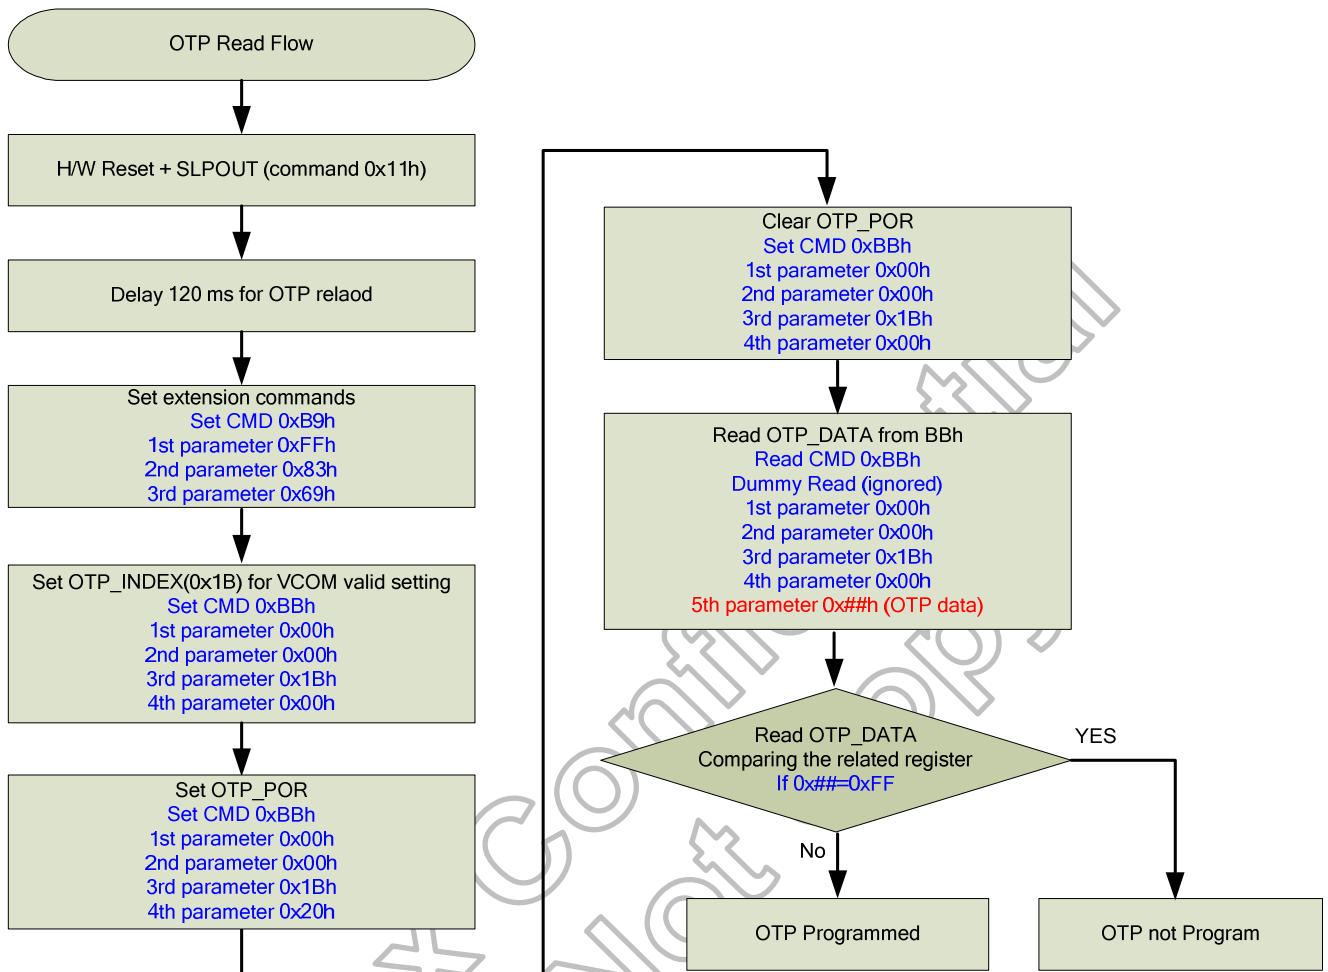 OTP Read Flow
H/W Reset + SLPOUT (command 0x11h)
Delay 120 ms for OTP relaod
Set extension commands
Set CMD 0xB9h
1st parameter 0xFFh
2nd parameter 0x83h
3rd parameter 0x69h
Set OTP_INDEX(0x1B) for VCOM valid setting
Set CMD 0xBBh
1st parameter 0x00h
2nd parameter 0x00h
3rd parameter 0x1Bh
4th parameter 0x00h
Set OTP_POR
Set CMD 0xBBh
1st parameter 0x00h
2nd parameter 0x00h
3rd parameter 0x1Bh
4th parameter 0x20h
Clear OTP_POR
Set CMD 0xBBh
1st parameter 0x00h
2nd parameter 0x00h
3rd parameter 0x1Bh
4th parameter 0x00h
Read OTP_DATA from BBh
Read CMD 0xBBh
Dummy Read (ignored)
1st parameter 0x00h
2nd parameter 0x00h
3rd parameter 0x1Bh
4th parameter 0x00h
5th parameter 0x##h (OTP data)
Read OTP_DATA
Comparing the related register
If 0x##=0xFF
YES
No
OTP Programmed
OTP not Program